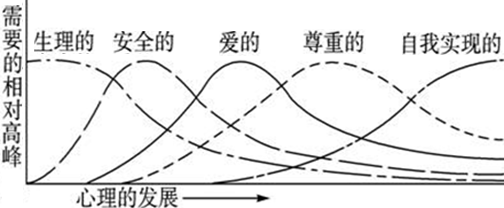 需要的相对高峰
生理的 安全的 爱的 尊重的 自我实现的
心理的发展